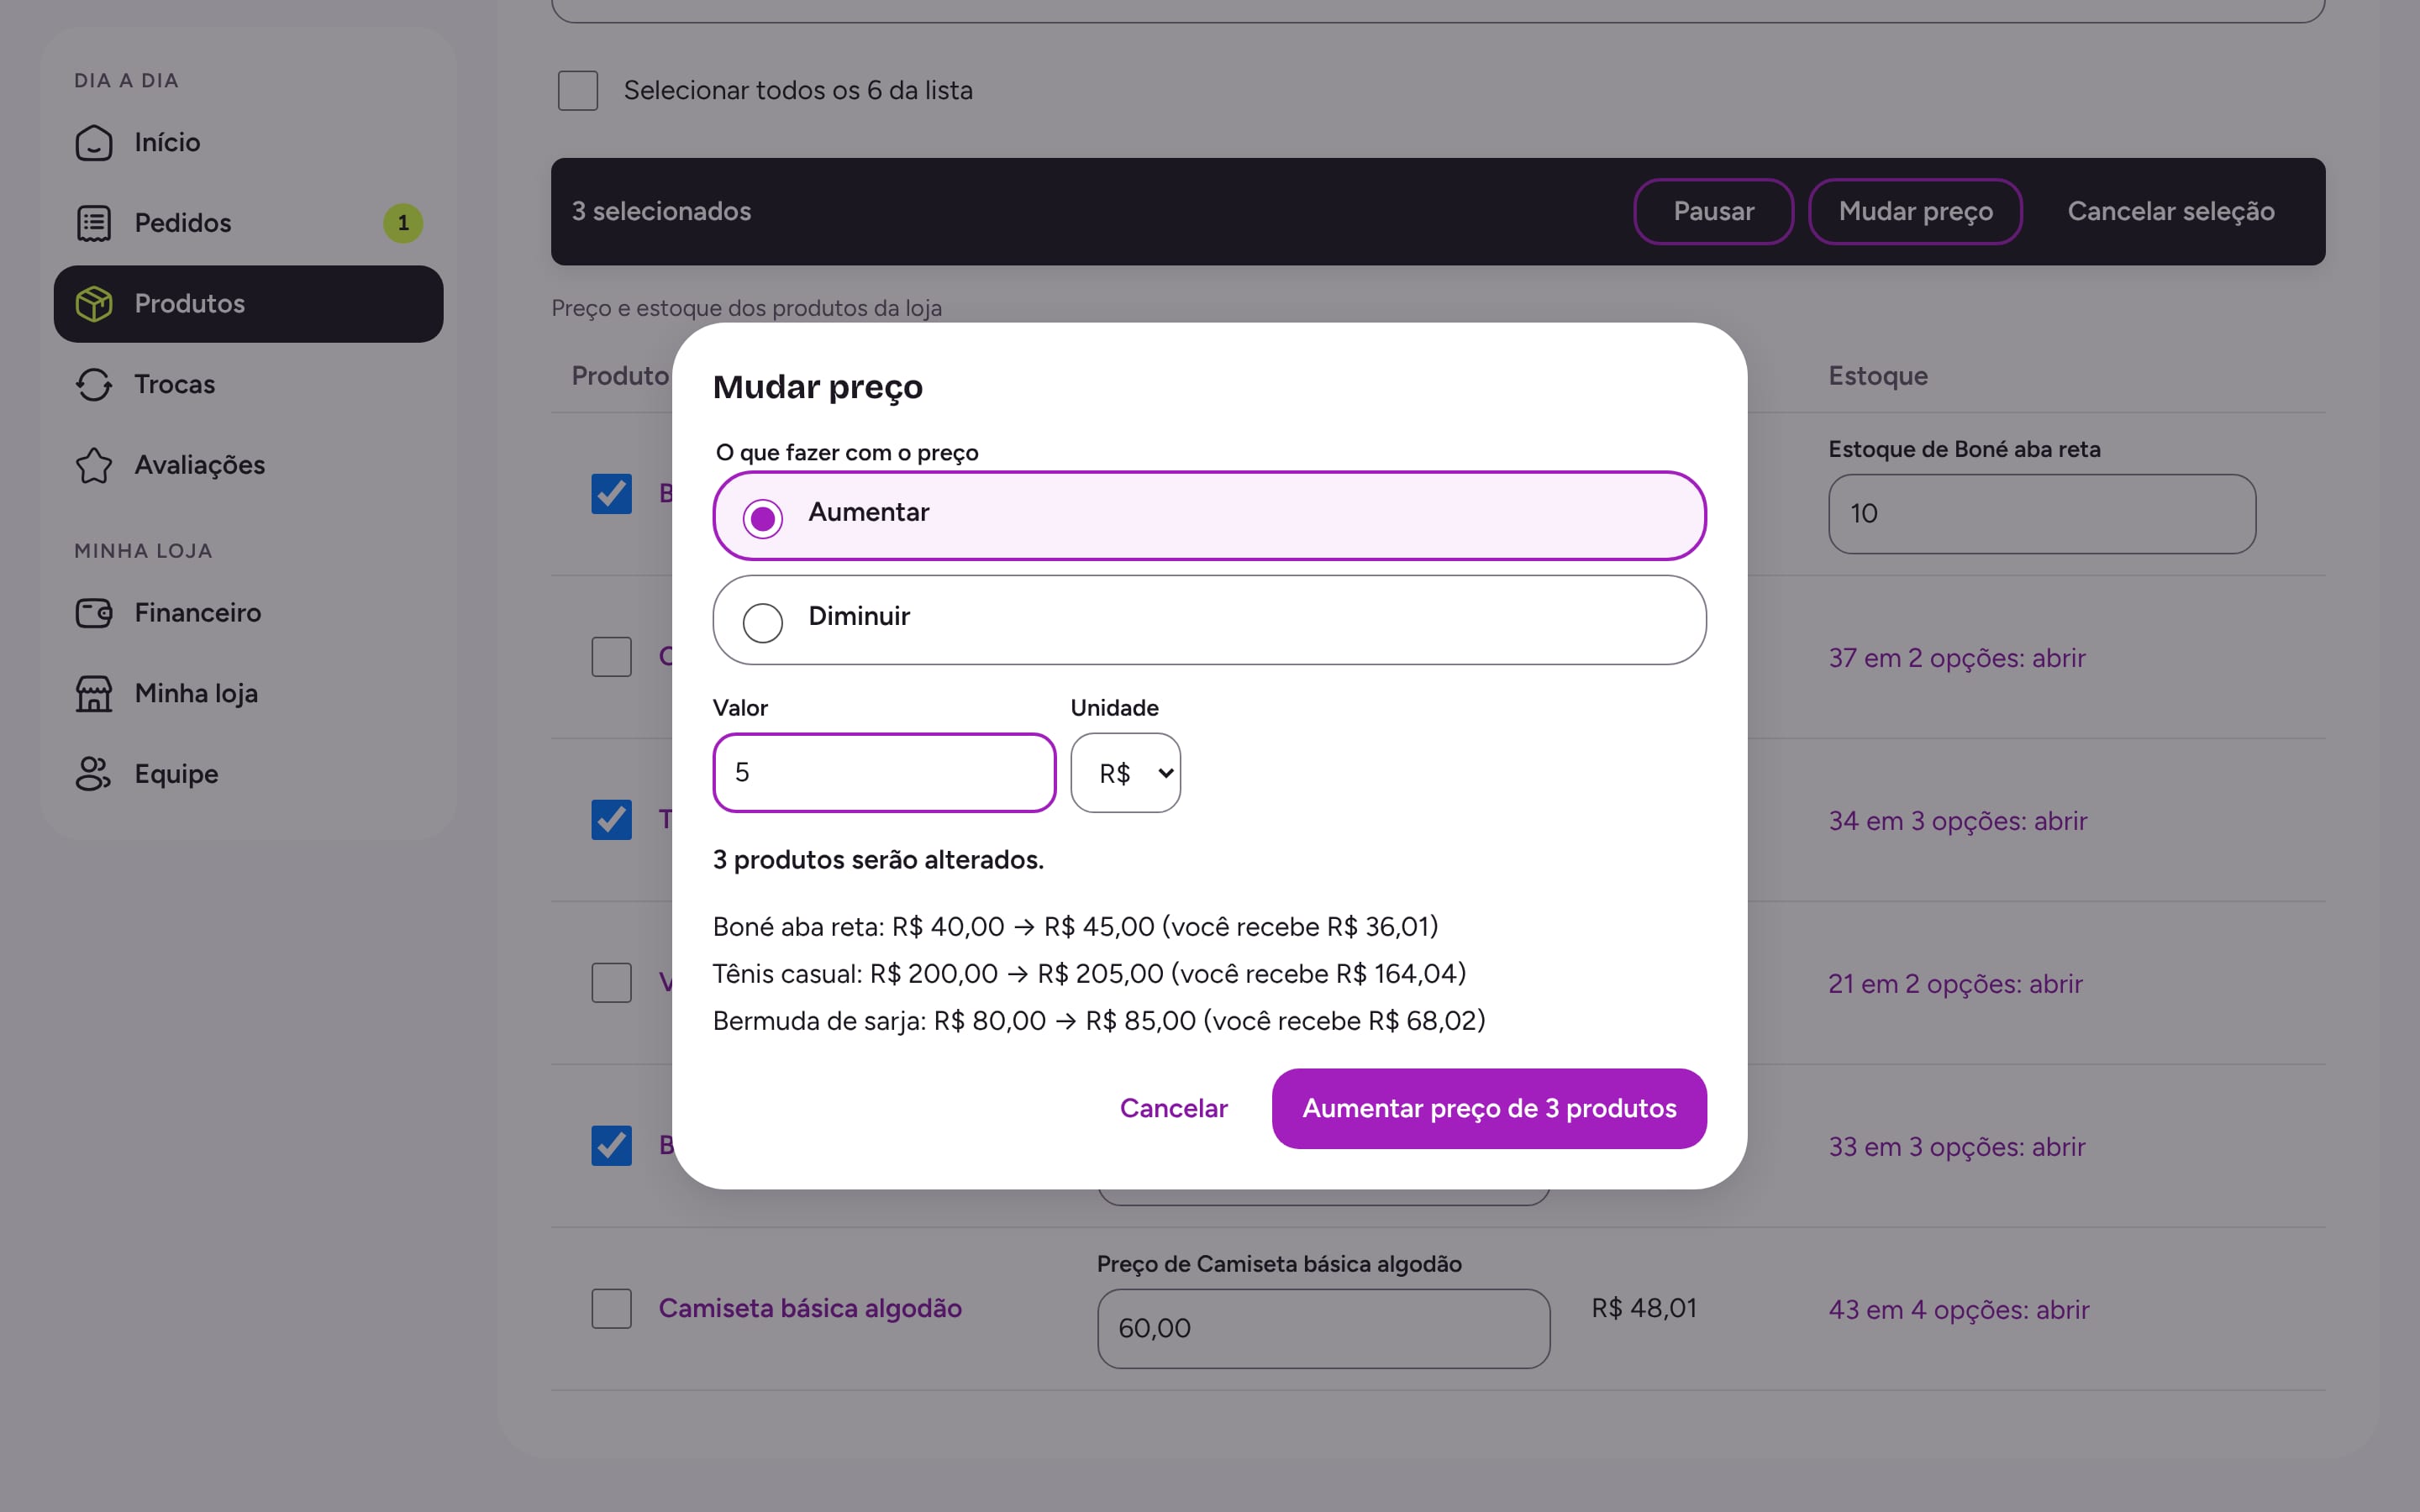 DIA A DIA
Início
Pedidos 1
Produtos
Trocas
Avaliações
MINHA LOJA
Financeiro
Minha loja
Equipe
Selecionar todos os 6 da lista
3 selecionados Pausar Mudar preço Cancelar seleção
Preço e estoque dos produtos da loja
Produto Estoque
Estoque de Boné aba reta
10
37 em 2 opções: abrir
34 em 3 opções: abrir
21 em 2 opções: abrir
33 em 3 opções: abrir
Mudar preço
O que fazer com o preço
Aumentar
Diminuir
Valor Unidade
5 R$
3 produtos serão alterados.
Boné aba reta: R$ 40,00 → R$ 45,00 (você recebe R$ 36,01)
Tênis casual: R$ 200,00 → R$ 205,00 (você recebe R$ 164,04)
Bermuda de sarja: R$ 80,00 → R$ 85,00 (você recebe R$ 68,02)
Cancelar Aumentar preço de 3 produtos
Preço de Camiseta básica algodão
Camiseta básica algodão 60,00 R$ 48,01 43 em 4 opções: abrir